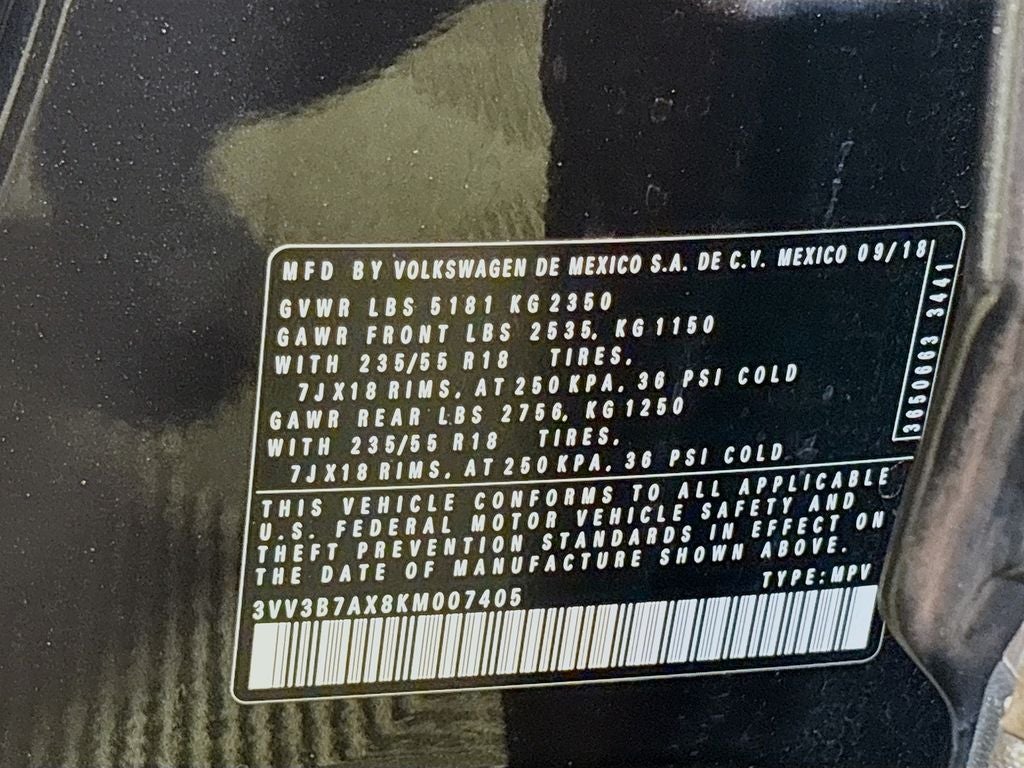 MFD BY VOLKSWAGEN DE MEXICO S.A. DE C.V. MEXICO 09/18
GVWR LBS 5181 KG 2350
GAWR FRONT LBS 2535, KG 1150
WITH 235/55 R18 TIRES,
7JX18 RIMS, AT 250 KPA, 36 PSI COLD
GAWR REAR LBS 2756, KG 1250
WITH 235/55 R18 TIRES,
7JX18 RIMS, AT 250 KPA, 36 PSI COLD
3650663 3441
THIS VEHICLE CONFORMS TO ALL APPLICABLE
U.S. FEDERAL MOTOR VEHICLE SAFETY AND
THEFT PREVENTION STANDARDS IN EFFECT ON
THE DATE OF MANUFACTURE SHOWN ABOVE.
TYPE: MPV
3VV3B7AX8KM007405